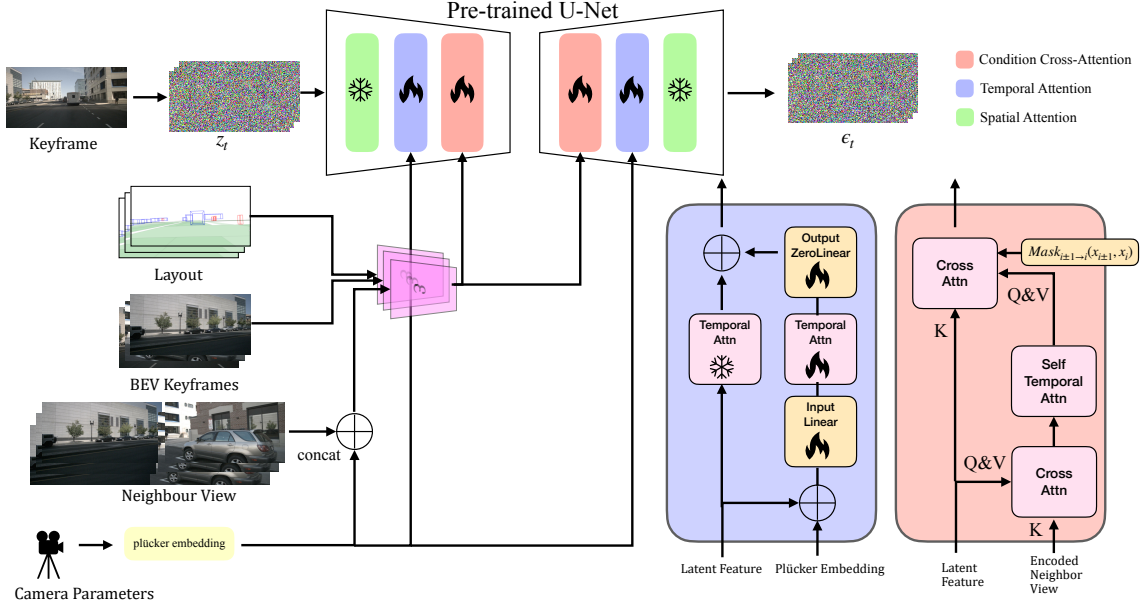 Pre-trained U-Net
Keyframe
z_t
ϵ_t
Condition Cross-Attention
Temporal Attention
Spatial Attention
Layout
BEV Keyframes
concat
Neighbour View
plücker embedding
Camera Parameters
Output
ZeroLinear
Temporal
Attn
Temporal
Attn
Input
Linear
Latent Feature
Plücker Embedding
Cross
Attn
Mask_{i±1→i}(x_{i±1}, x_i)
Q&V
K
Self
Temporal
Attn
Q&V
Cross
Attn
K
Latent
Feature
Encoded
Neighbor
View